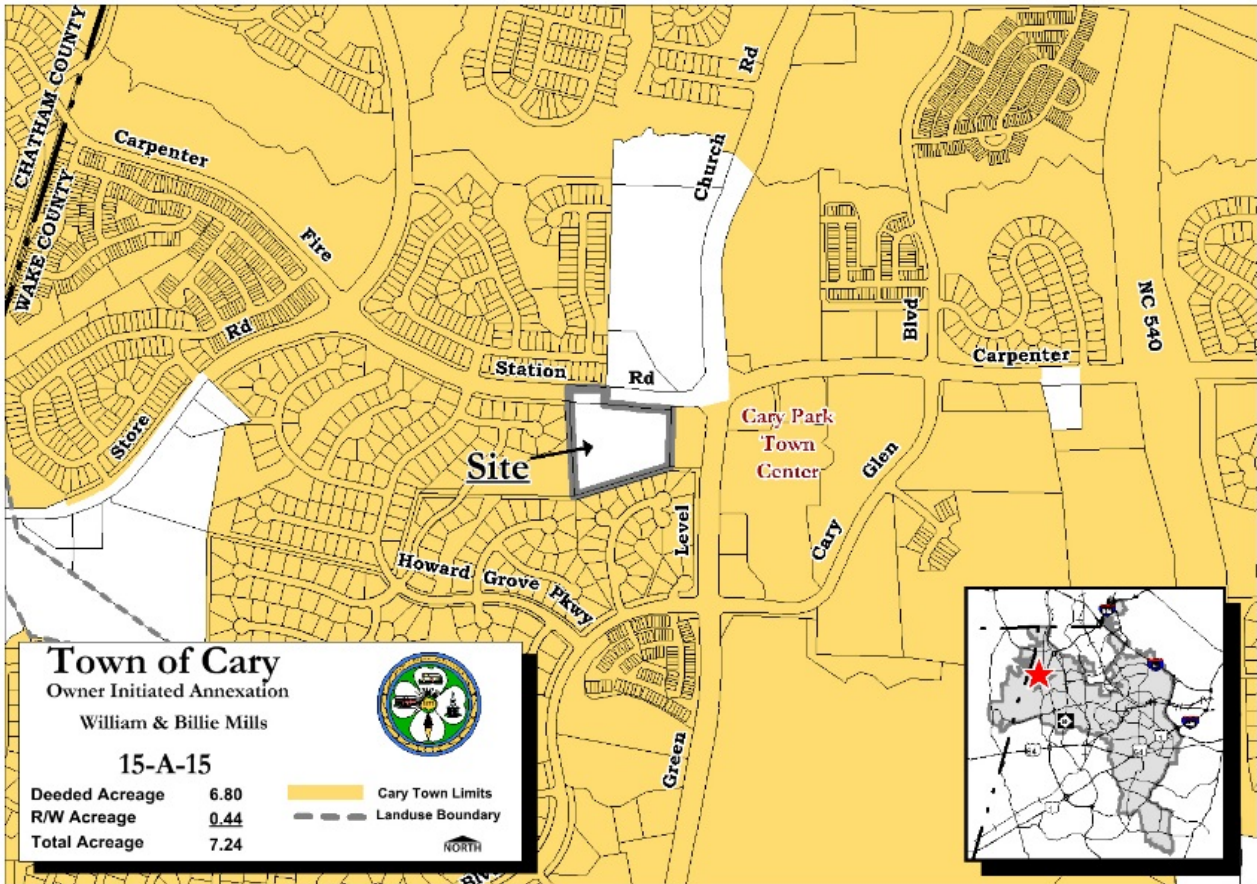 CHATHAM COUNTY
WAKE COUNTY
Carpenter
Fire
Station
Rd
Church
Rd
Rd
Store
Blvd
Carpenter
NC 540
Site
Cary Park
Town
Center
Glen
Cary
Level
Howard Grove Pkwy
Green
Town of Cary
Owner Initiated Annexation
William & Billie Mills
15-A-15
Deeded Acreage 6.80
R/W Acreage 0.44
Total Acreage 7.24
Cary Town Limits
Landuse Boundary
NORTH